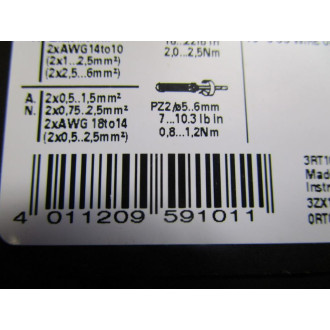 2xAWG 14to10
(2x1...2,5mm²)
(2x2,5...6mm²)
2,0...2,5Nm
A. 2x0,5...1,5mm²
N. 2x0,75...2,5mm²
2xAWG 18to14
(2x0,5...2,5mm²)
PZ2/ø5...6mm
7...10.3 lb in
0,8...1,2Nm
4 011209 591011
3RT10
Made
Instr
3ZX1
0RT